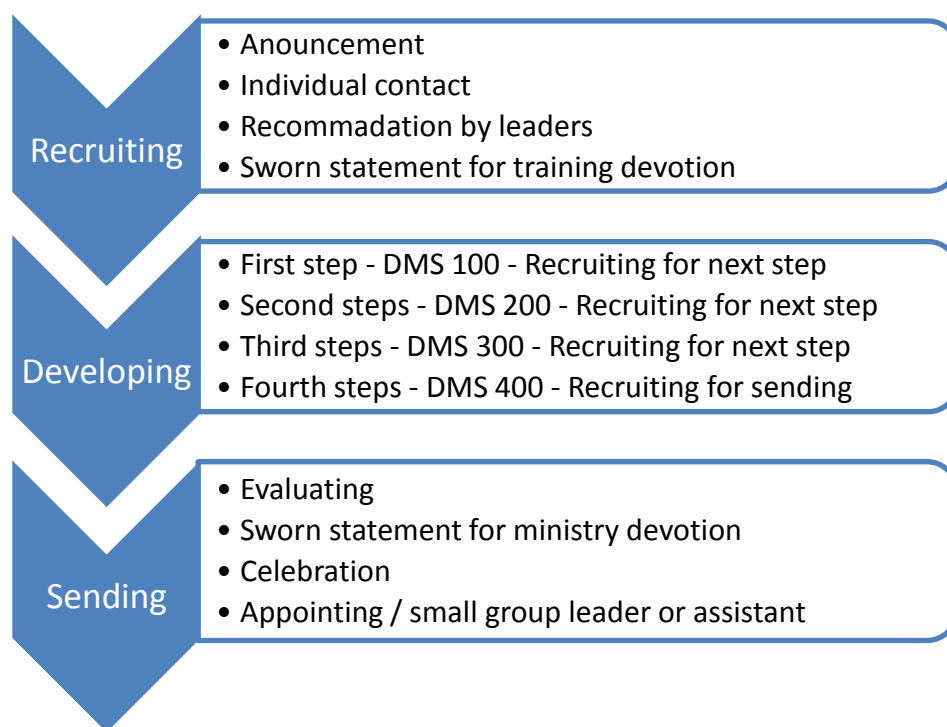 Recruiting
• Anouncement
• Individual contact
• Recommadation by leaders
• Sworn statement for training devotion
Developing
• First step - DMS 100 - Recruiting for next step
• Second steps - DMS 200 - Recruiting for next step
• Third steps - DMS 300 - Recruiting for next step
• Fourth steps - DMS 400 - Recruiting for sending
Sending
• Evaluating
• Sworn statement for ministry devotion
• Celebration
• Appointing / small group leader or assistant